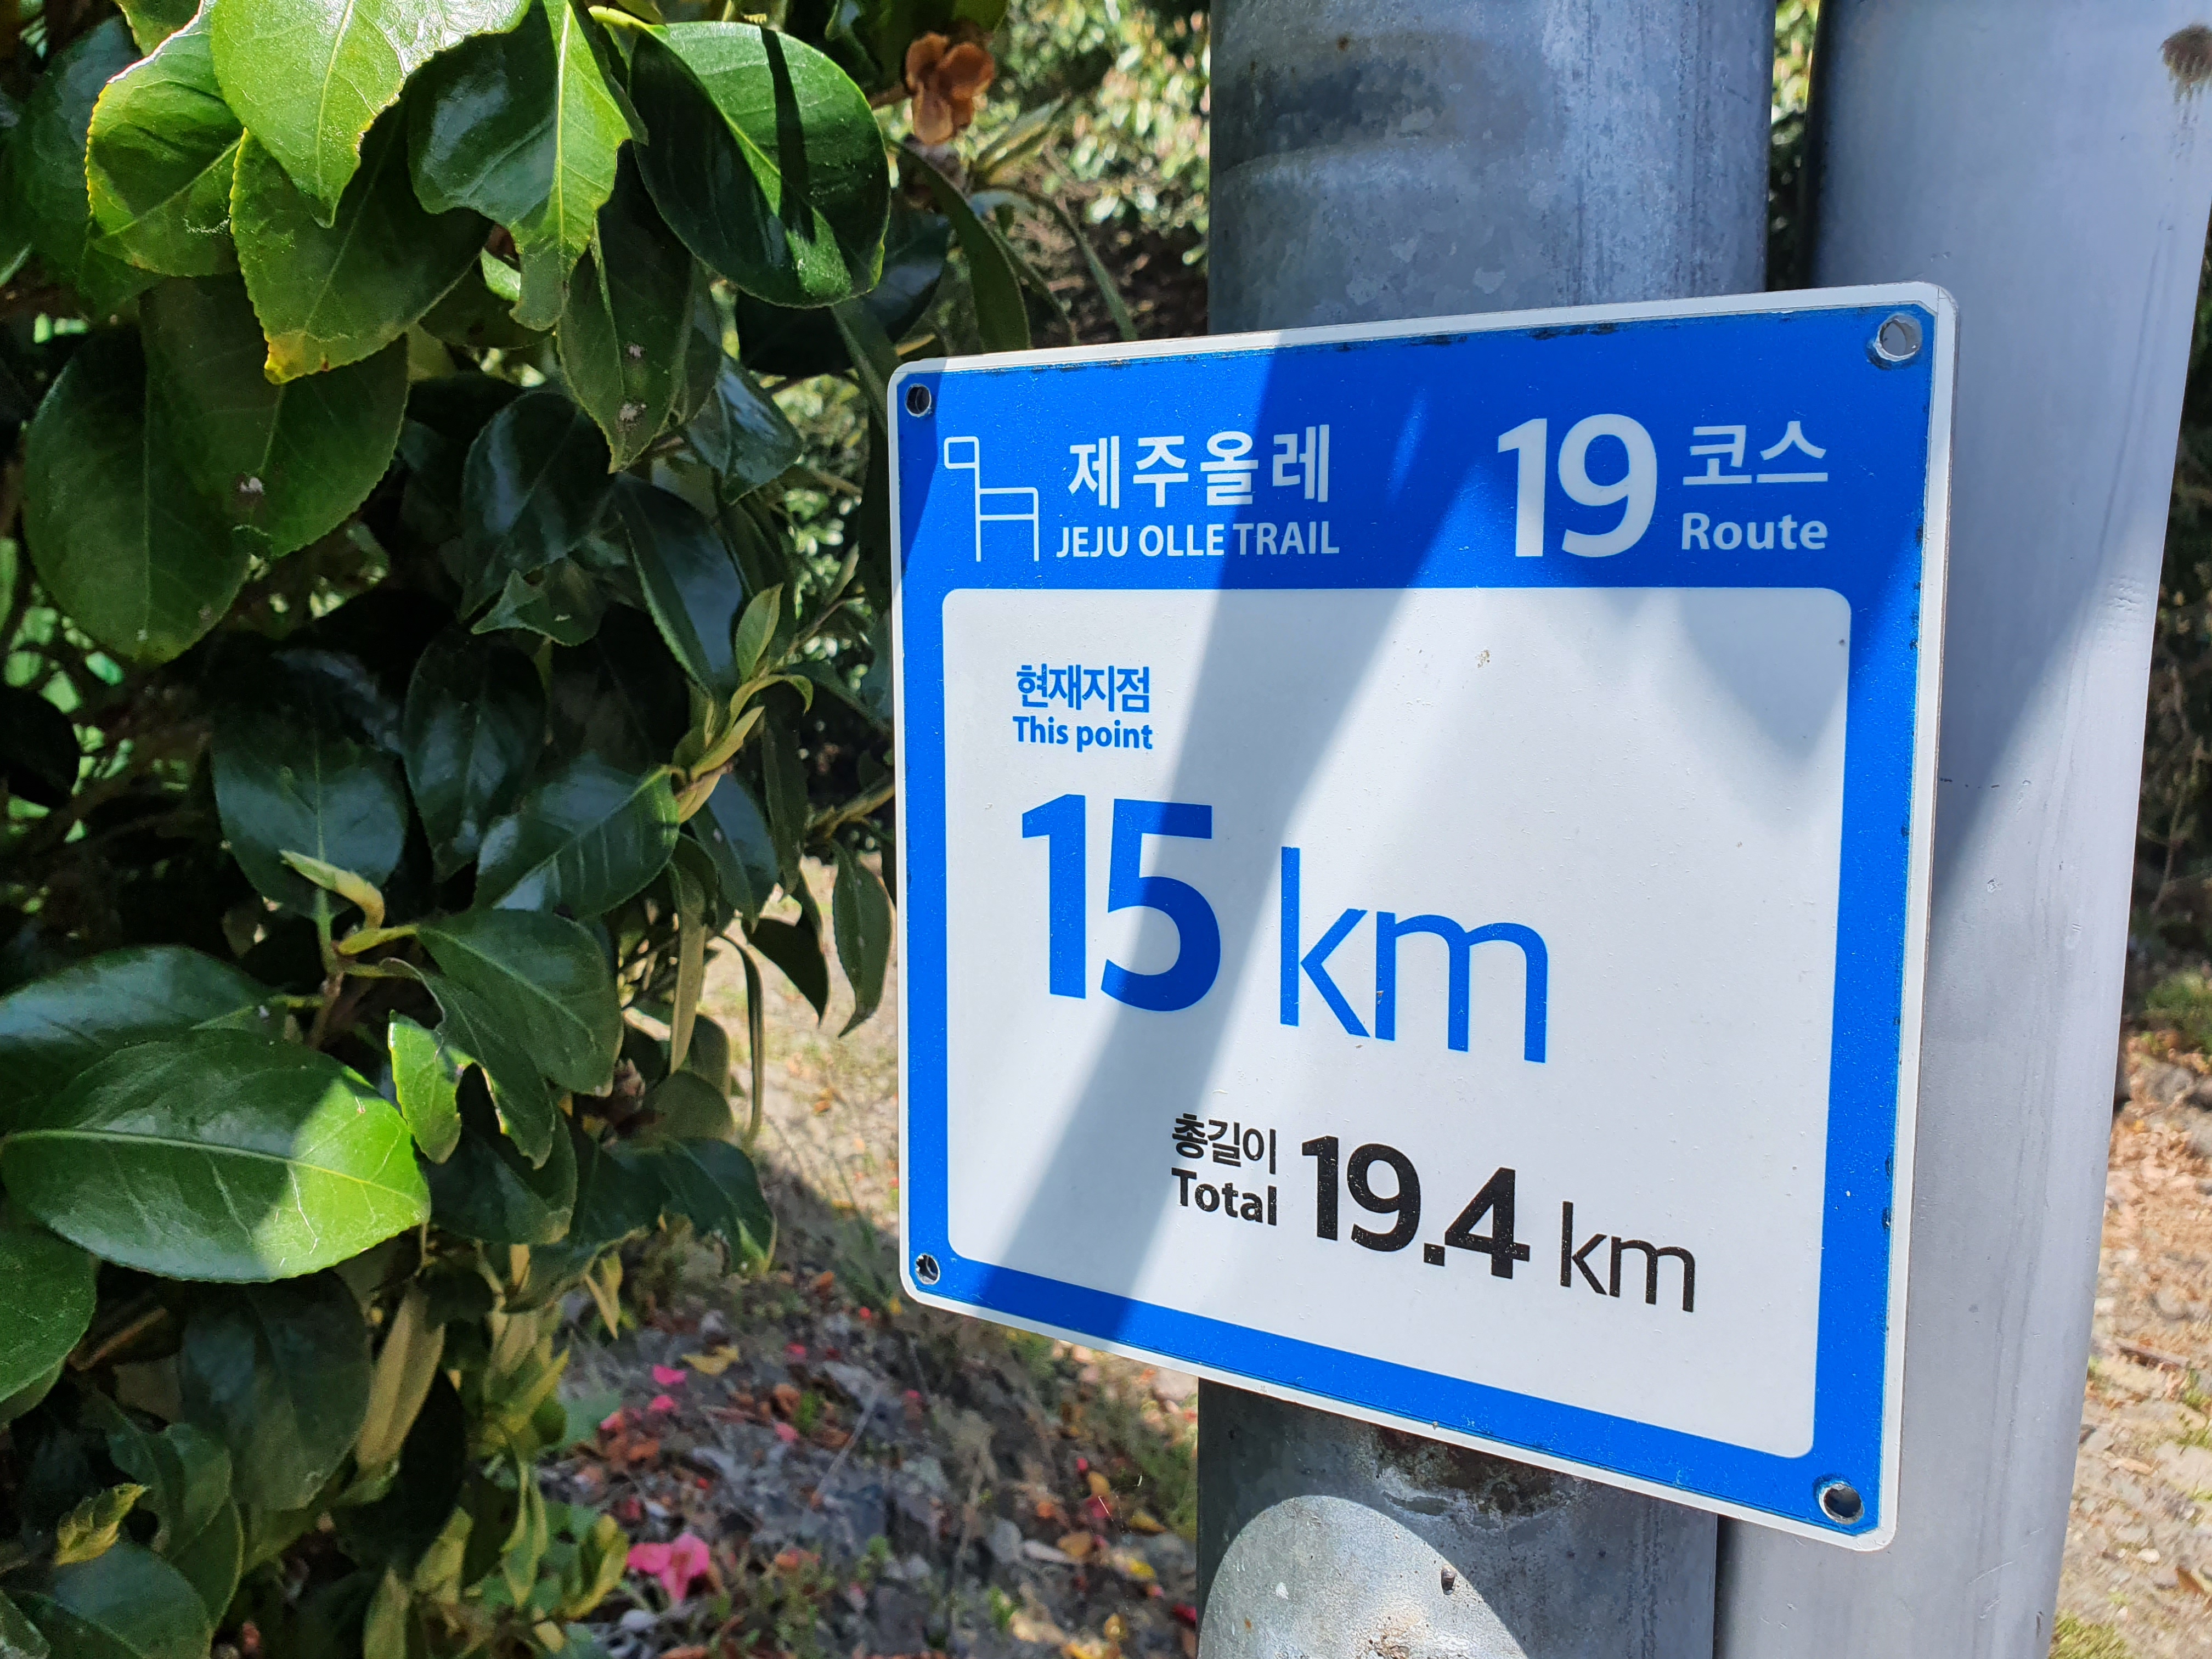 제주올레
JEJU OLLE TRAIL
19 코스
Route
현재지점
This point
15 km
총길이
Total
19.4 km